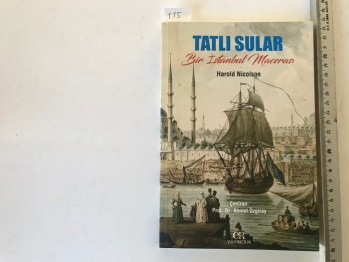 115
TATLI SULAR
Bir İstanbul Macerası
Harold Nicolson
Çeviren
Prof. Dr. Ahmet Özgiray
YAYINCILIK